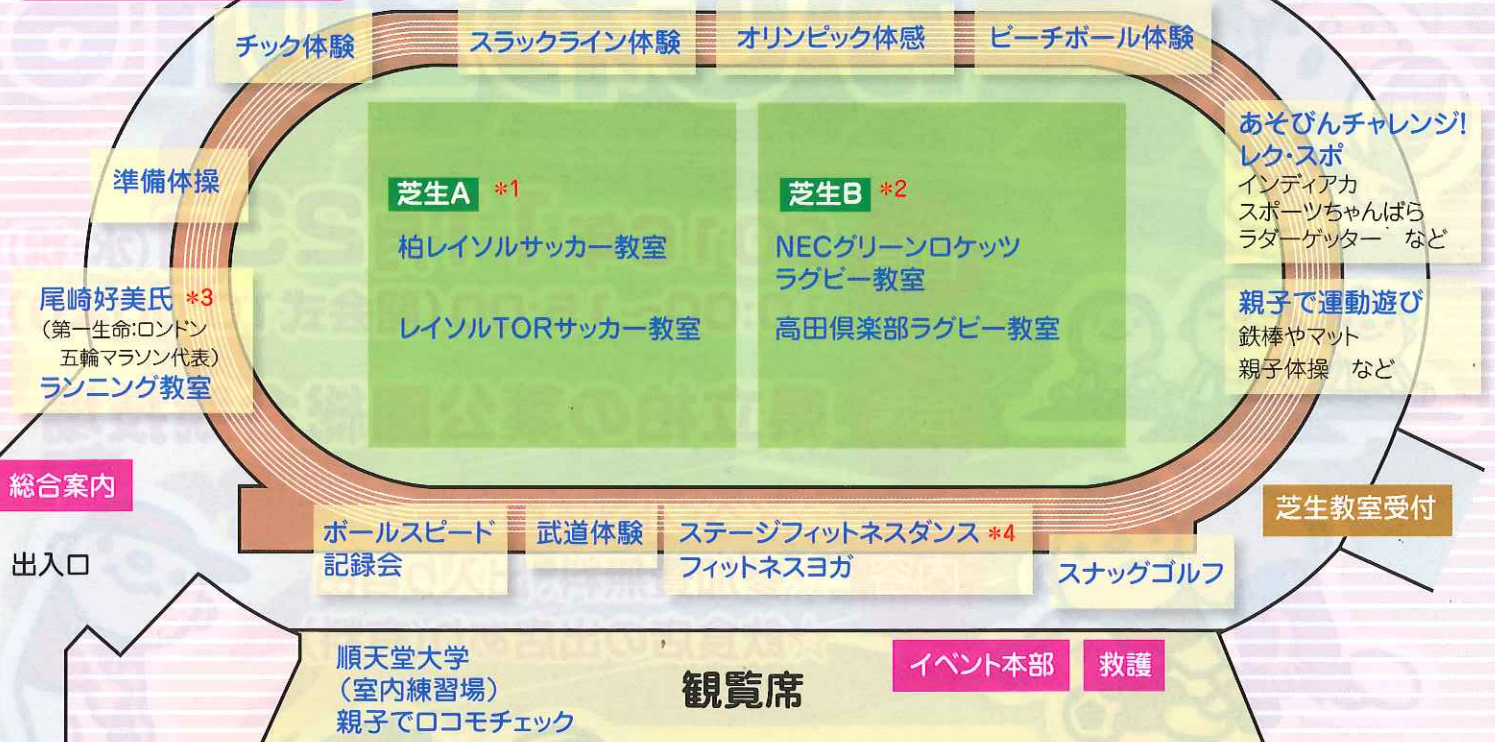 チック体験
スラックライン体験
オリンピック体感
ビーチボール体験
あそびんチャレンジ!
レク・スポ
インディアカ
スポーツちゃんばら
ラダーゲッター など
準備体操
芝生A *1
柏レイソルサッカー教室
レイソルTORサッカー教室
芝生B *2
NECグリーンロケッツ
ラグビー教室
高田倶楽部ラグビー教室
尾崎好美氏 *3
(第一生命:ロンドン
五輪マラソン代表)
ランニング教室
親子で運動遊び
鉄棒やマット
親子体操 など
総合案内
出入口
芝生教室受付
ボールスピード
記録会
武道体験
ステージフィットネスダンス *4
フィットネスヨガ
スナッグゴルフ
順天堂大学
(室内練習場)
親子でロコモチェック
観覧席
イベント本部
救護